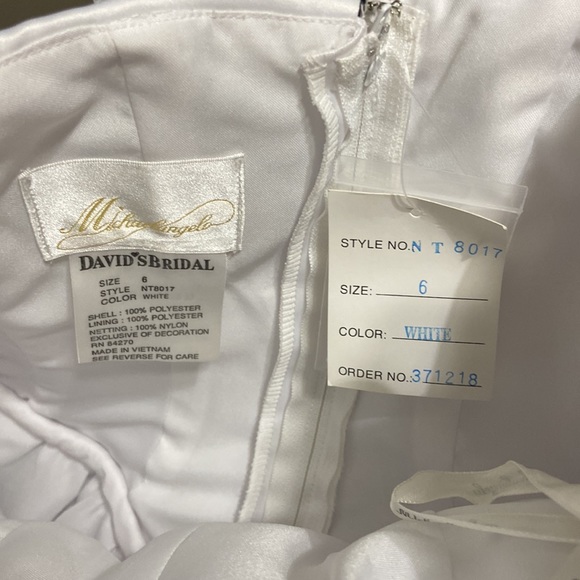 Michaelangelo
DAVID'S BRIDAL
SIZE 6
STYLE NT8017
COLOR WHITE
SHELL : 100% POLYESTER
LINING : 100% POLYESTER
NETTING : 100% NYLON
EXCLUSIVE OF DECORATION
RN 84270
MADE IN VIETNAM
SEE REVERSE FOR CARE
STYLE NO. NT 8017
SIZE: 6
COLOR: WHITE
ORDER NO.: 371218